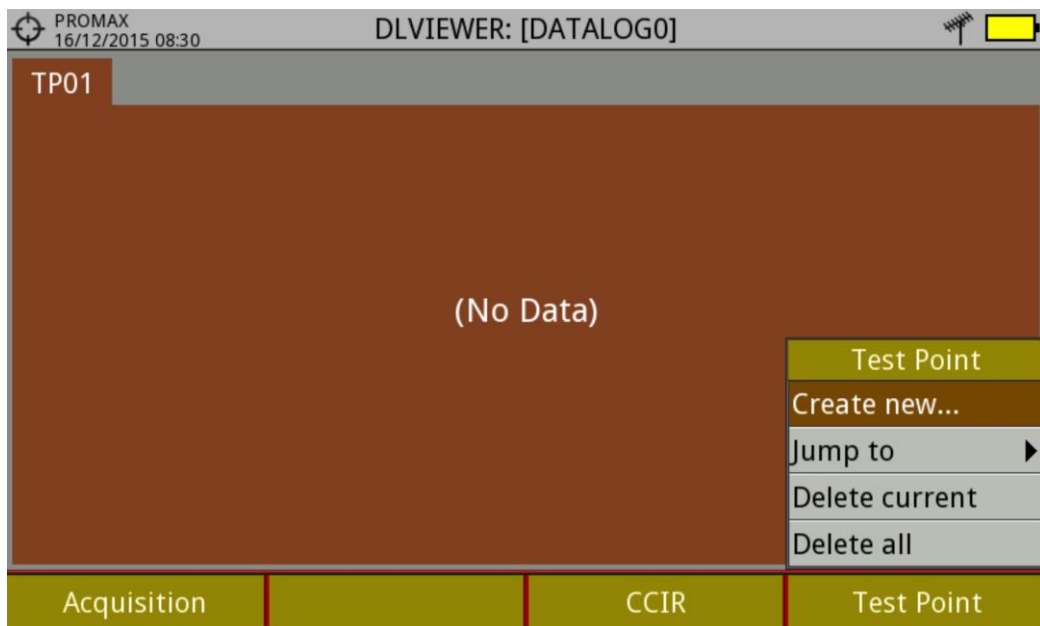 PROMAX
16/12/2015 08:30
DLVIEWER: [DATALOG0]
TP01
(No Data)
Test Point
Create new...
Jump to
Delete current
Delete all
Acquisition
CCIR
Test Point